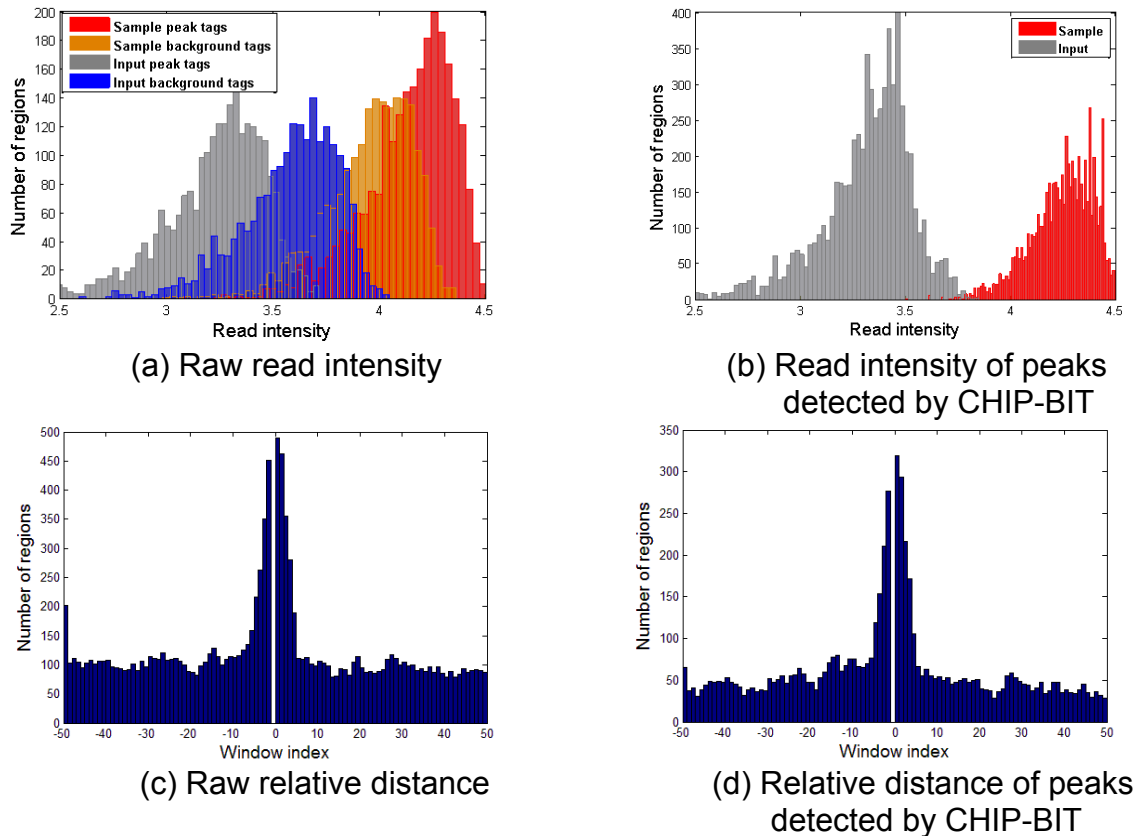 200
180
160
140
120
100
80
60
40
20
0
Number of regions
Sample peak tags
Sample background tags
Input peak tags
Input background tags
2.5 3 3.5 4 4.5
Read intensity
(a) Raw read intensity
400
350
300
250
200
150
100
50
0
Number of regions
Sample
Input
2.5 3 3.5 4 4.5
Read intensity
(b) Read intensity of peaks
detected by CHIP-BIT
500
450
400
350
300
250
200
150
100
50
0
Number of regions
-50 -40 -30 -20 -10 0 10 20 30 40 50
Window index
(c) Raw relative distance
350
300
250
200
150
100
50
0
Number of regions
-50 -40 -30 -20 -10 0 10 20 30 40 50
Window index
(d) Relative distance of peaks
detected by CHIP-BIT